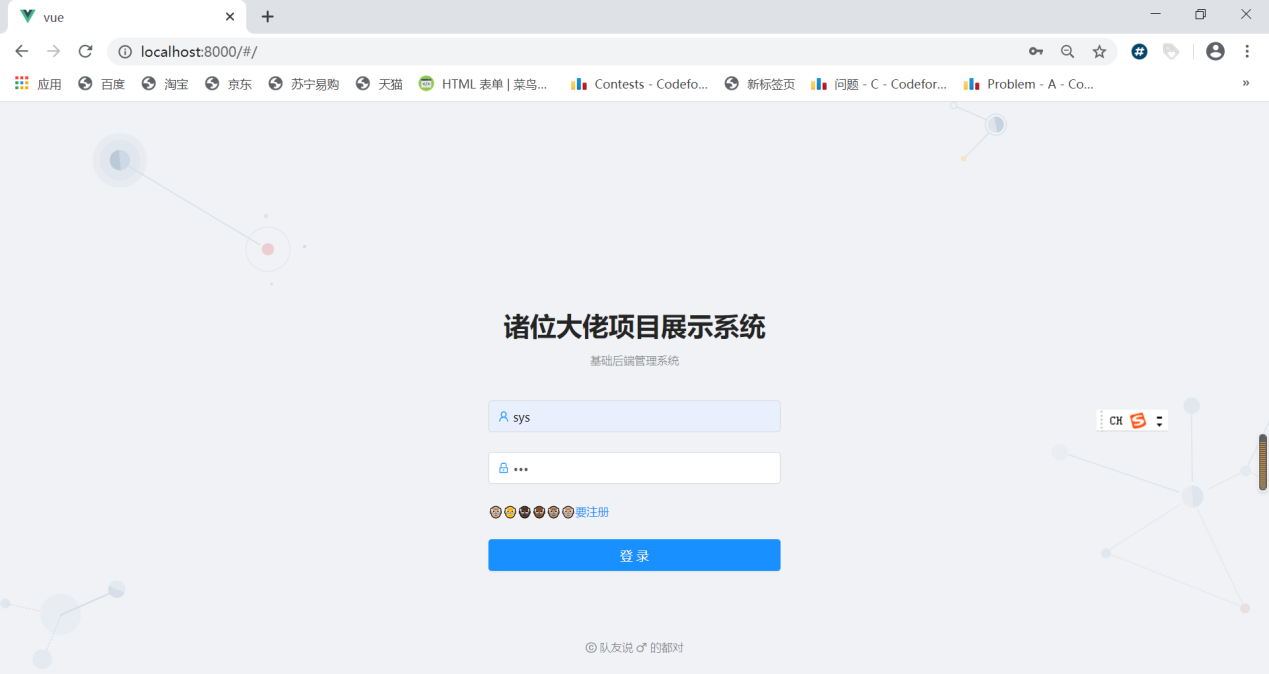 vue
localhost:8000/#/
应用 百度 淘宝 京东 苏宁易购 天猫 HTML 表单 | 菜鸟... Contests - Codefo... 新标签页 问题 - C - Codefor... Problem - A - Co... »
诸位大佬项目展示系统
基础后端管理系统
sys
•••
CH
要注册
登 录
© 队友说 ♂ 的都对